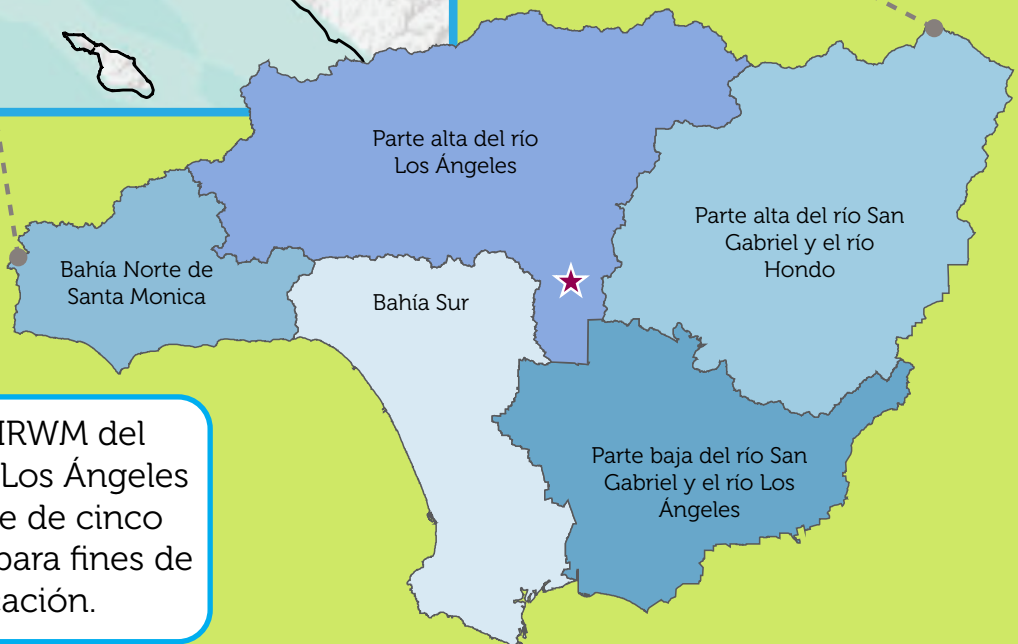 Parte alta del río
Los Ángeles
Parte alta del río San
Gabriel y el río
Hondo
Bahía Norte de
Santa Monica
Bahía Sur
Parte baja del río San
Gabriel y el río Los
Ángeles
IRWM del
Los Ángeles
e de cinco
para fines de
ación.